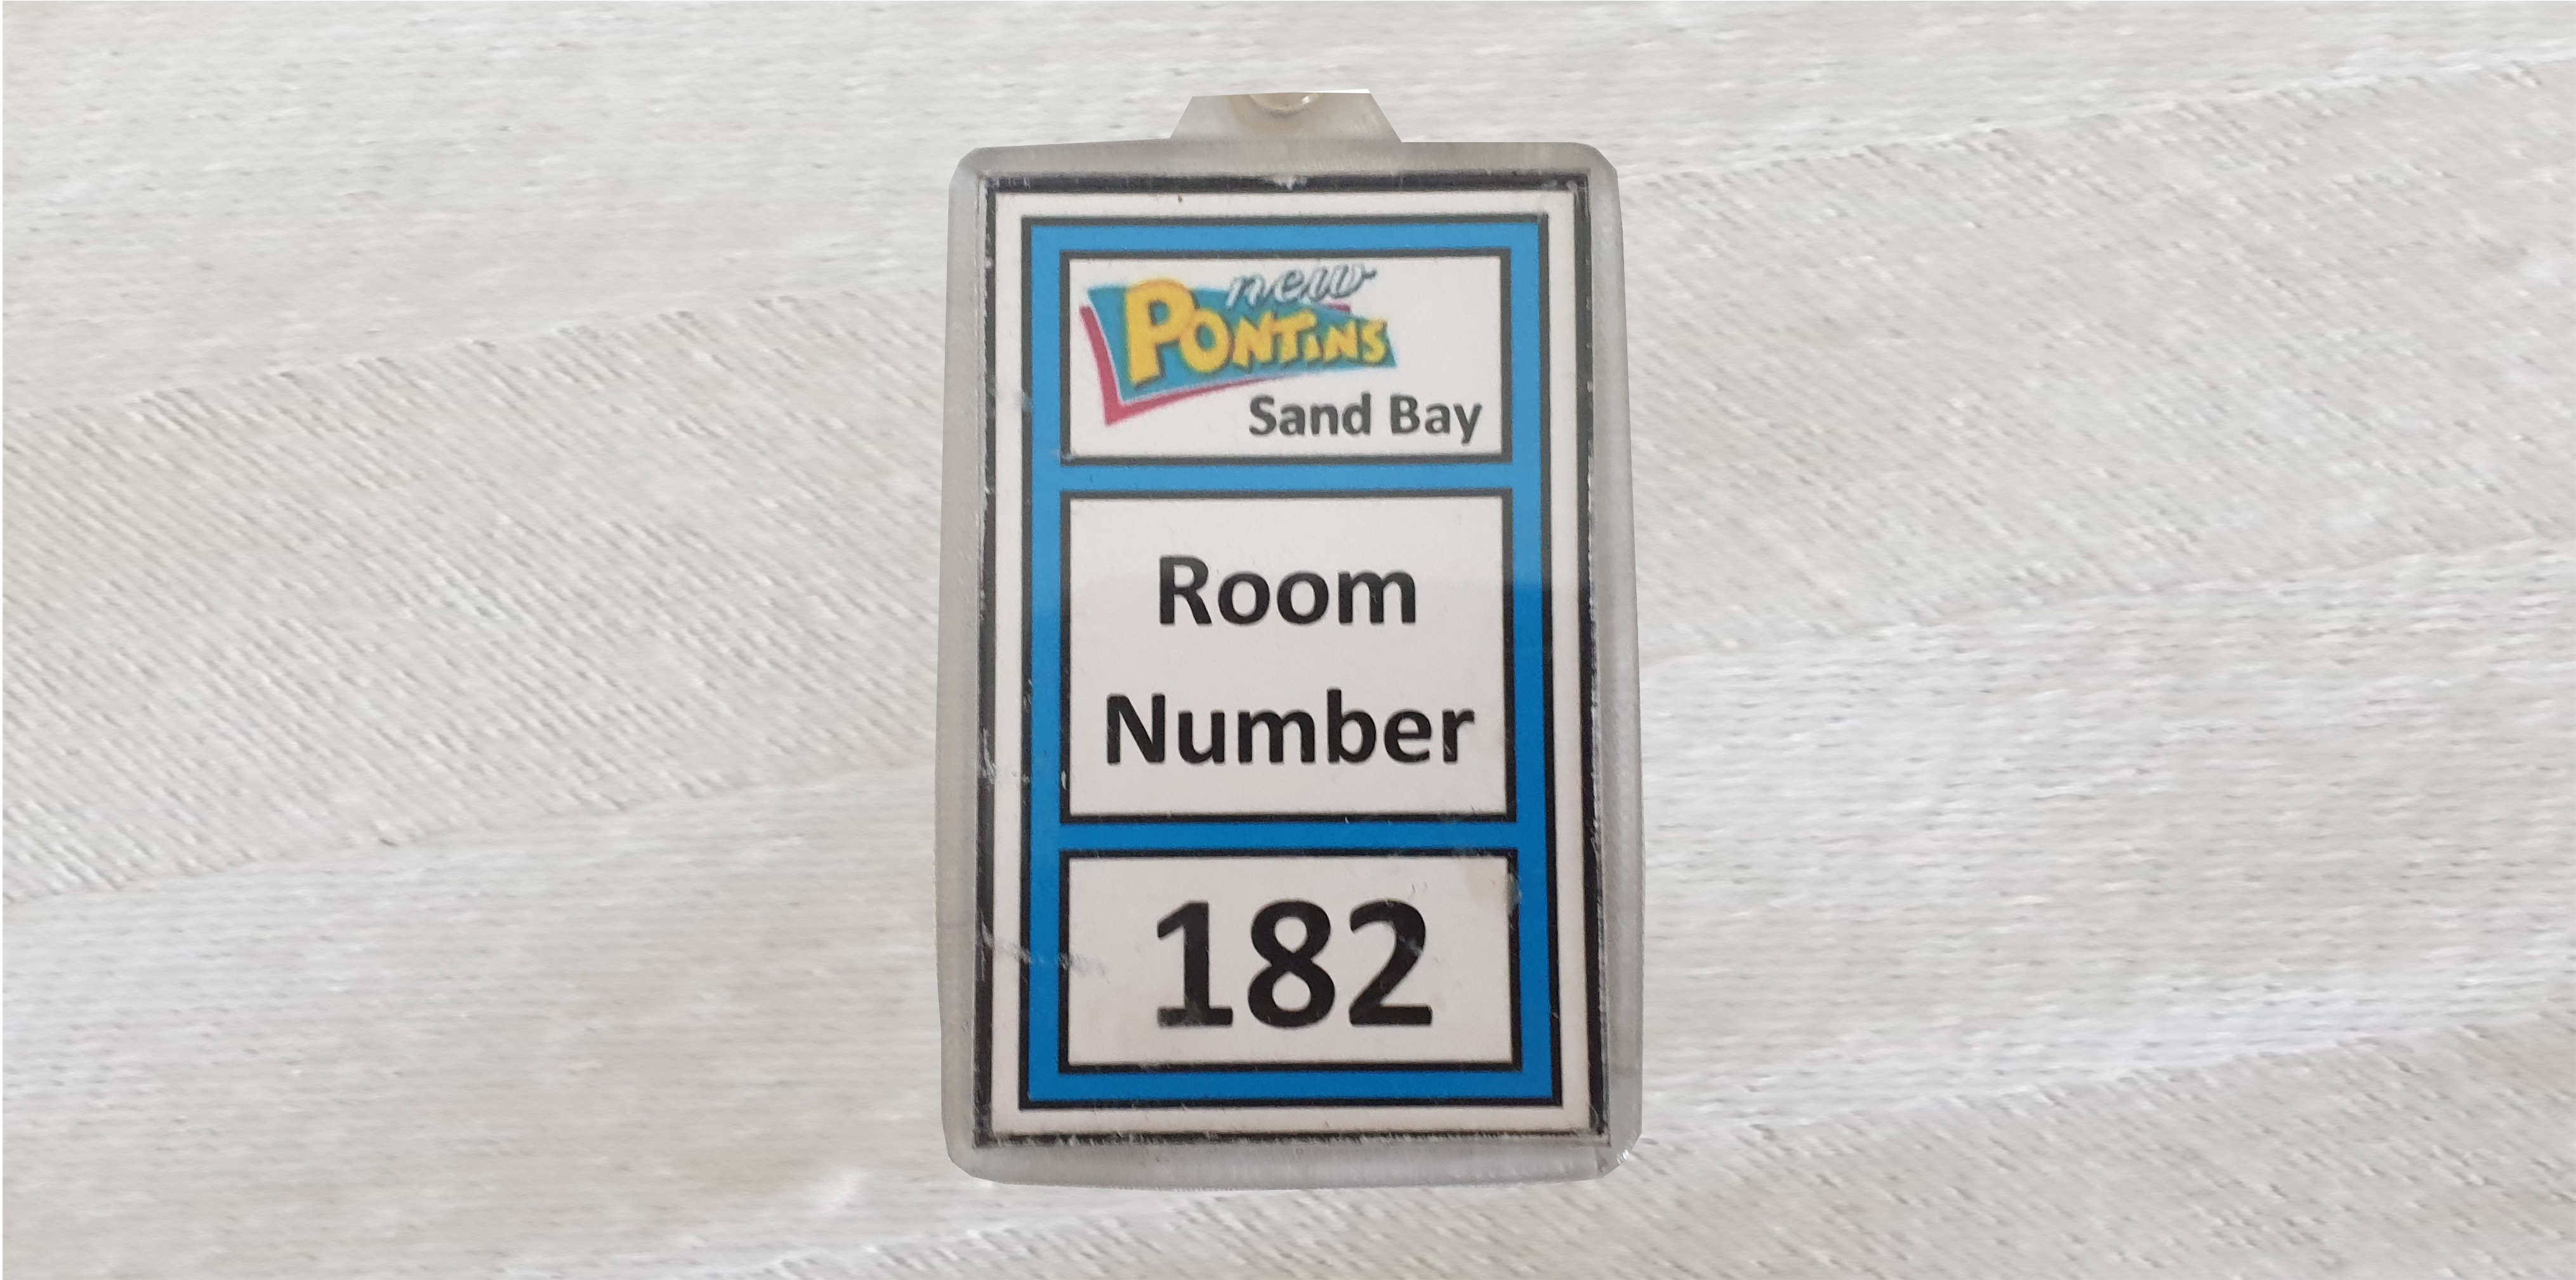 new
PONTiNS
Sand Bay
Room
Number
182